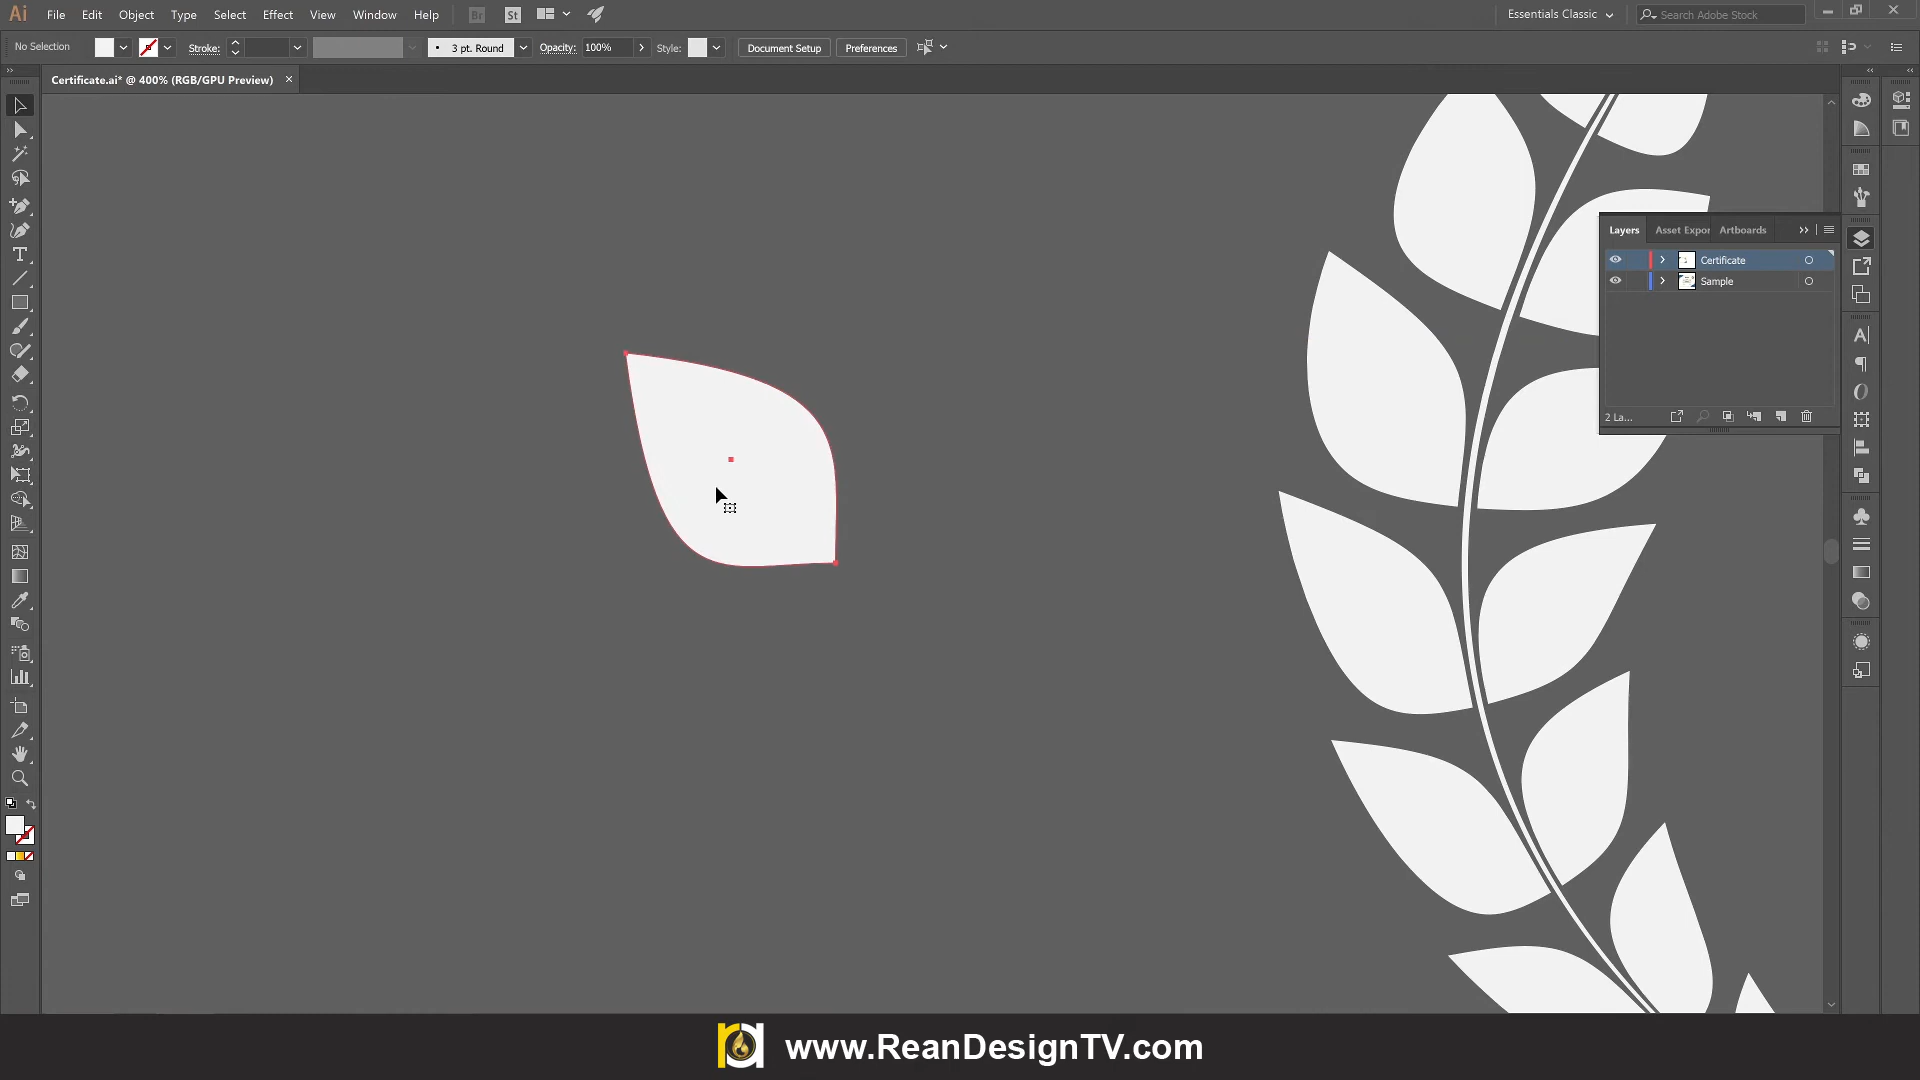 Ai File Edit Object Type Select Effect View Window Help Br St Essentials Classic Search Adobe Stock
No Selection Stroke: 3 pt. Round Opacity: 100% Style: Document Setup Preferences
Certificate.ai* @ 400% (RGB/GPU Preview) ×
Layers Asset Expor Artboards
Certificate
Sample
2 La...
www.ReanDesignTV.com